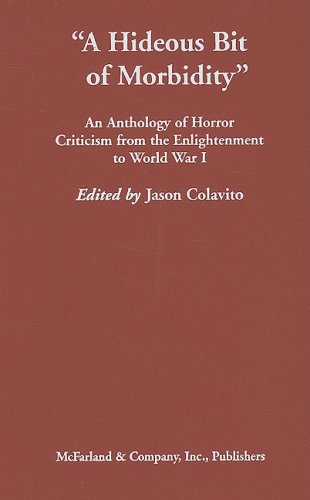 “A Hideous Bit
of Morbidity”
An Anthology of Horror
Criticism from the Enlightenment
to World War I
Edited by Jason Colavito
McFarland & Company, Inc., Publishers